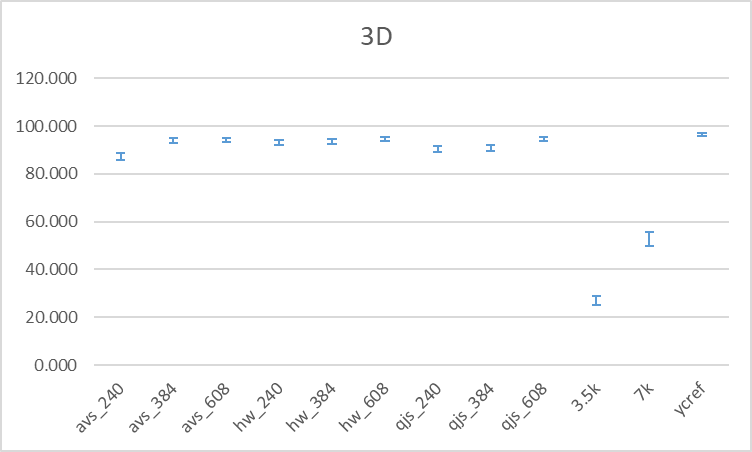 3D
120.000
100.000
80.000
60.000
40.000
20.000
0.000
avs_240
avs_384
avs_608
hw_240
hw_384
hw_608
qjs_240
qjs_384
qjs_608
3.5k
7k
ycref